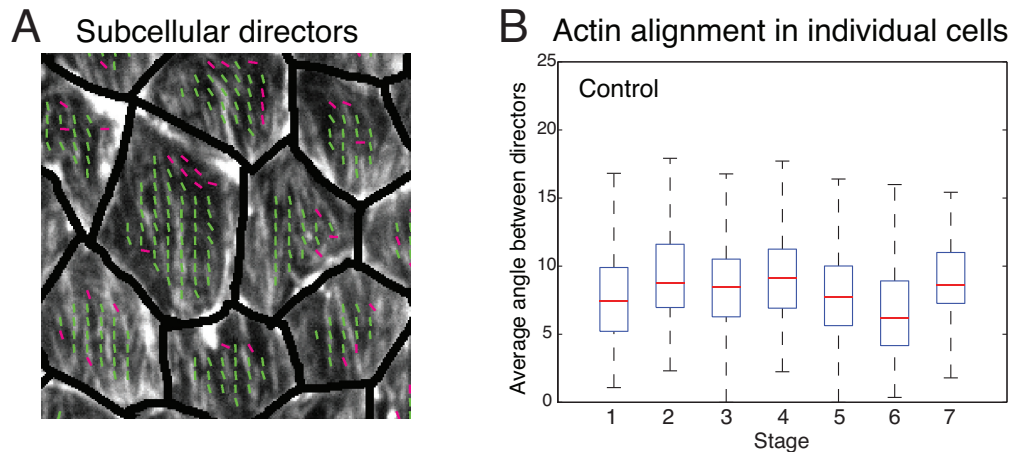 A Subcellular directors
B Actin alignment in individual cells
Control
Average angle between directors
25
20
15
10
5
0
1 2 3 4 5 6 7
Stage